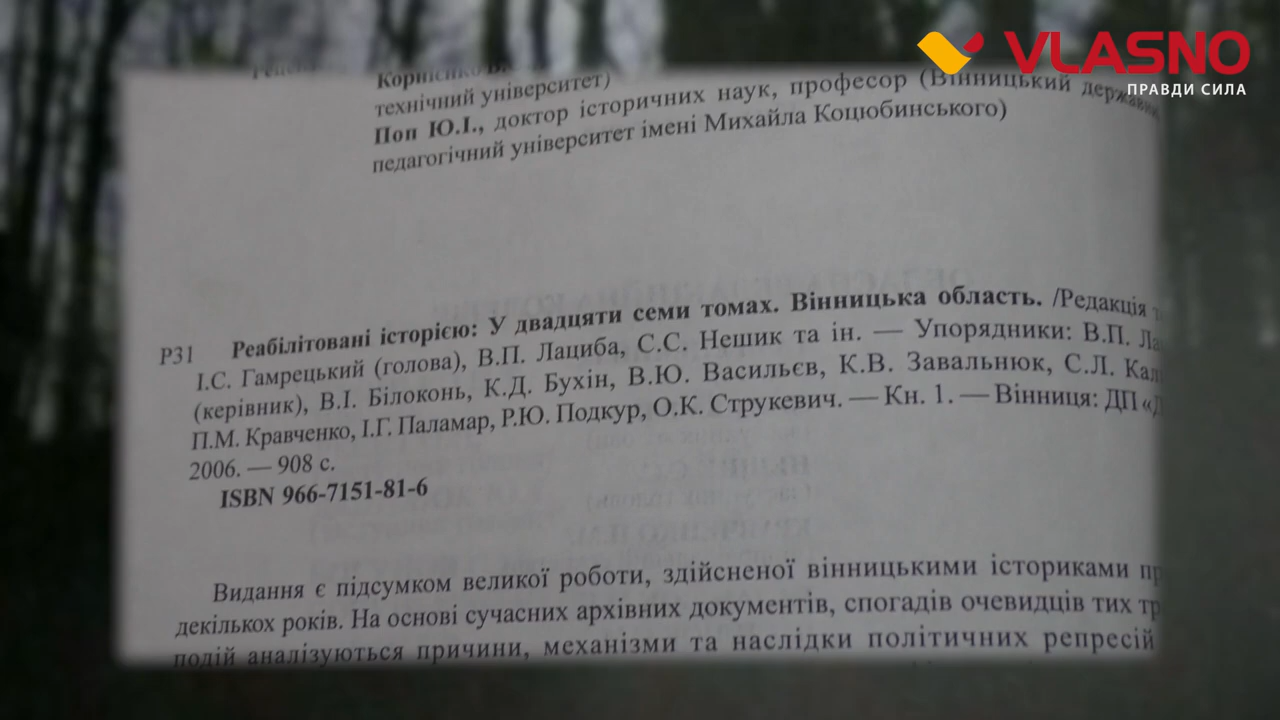 VLASNO
ПРАВДИ СИЛА
технічний університет)
Поп Ю.І., доктор історичних наук, професор (Вінницький державний
педагогічний університет імені Михайла Коцюбинського)
Р31 Реабілітовані історією: У двадцяти семи томах. Вінницька область. /Редакція
І.С. Гамрецький (голова), В.П. Лациба, С.С. Нешик та ін. — Упорядники: В.П.
(керівник), В.І. Білоконь, К.Д. Бухін, В.Ю. Васильєв, К.В. Завальнюк, С.Л.
П.М. Кравченко, І.Г. Паламар, Р.Ю. Подкур, О.К. Струкевич. — Кн. 1. — Вінниця: ДП
2006. — 908 с.
ISBN 966-7151-81-6
Видання є підсумком великої роботи, здійсненої вінницькими істориками
декількох років. На основі сучасних архівних документів, спогадів очевидців тих
подій аналізуються причини, механізми та наслідки політичних репресій